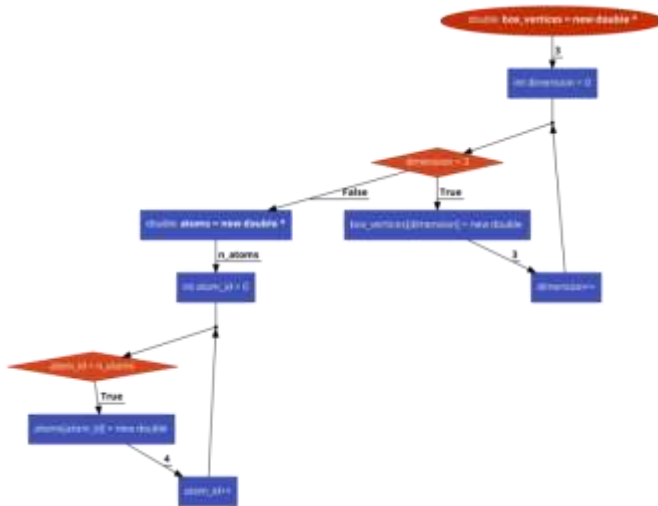 double box_vertices = new double *
3
int dimension = 0
dimension < 3
False
True
double atoms = new double *
box_vertices[dimension] = new double
n_atoms
3
int atom_id = 0
dimension++
atom_id < n_atoms
True
atoms[atom_id] = new double
4
atom_id++